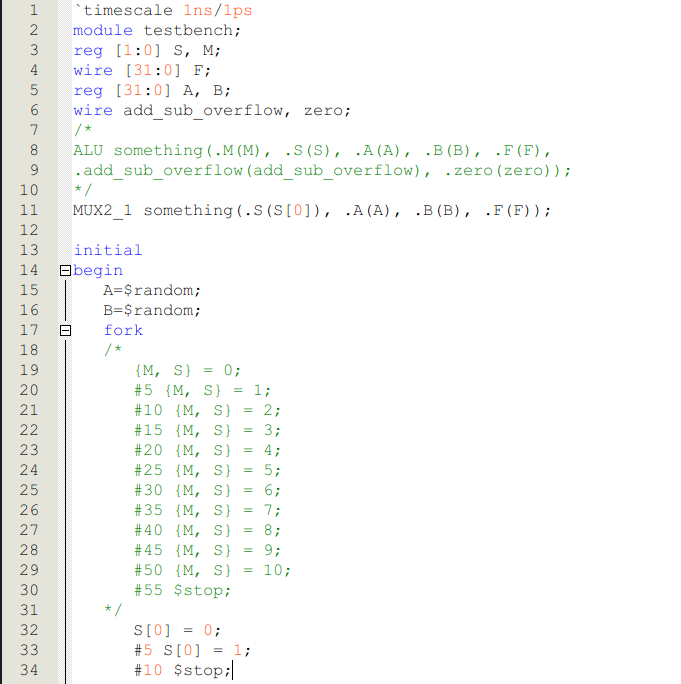 1 `timescale 1ns/1ps
2 module testbench;
3 reg [1:0] S, M;
4 wire [31:0] F;
5 reg [31:0] A, B;
6 wire add_sub_overflow, zero;
7 /*
8 ALU something(.M(M), .S(S), .A(A), .B(B), .F(F),
9 .add_sub_overflow(add_sub_overflow), .zero(zero));
10 */
11 MUX2_1 something(.S(S[0]), .A(A), .B(B), .F(F));
12
13 initial
14 begin
15 A=$random;
16 B=$random;
17 fork
18 /*
19 {M, S} = 0;
20 #5 {M, S} = 1;
21 #10 {M, S} = 2;
22 #15 {M, S} = 3;
23 #20 {M, S} = 4;
24 #25 {M, S} = 5;
25 #30 {M, S} = 6;
26 #35 {M, S} = 7;
27 #40 {M, S} = 8;
28 #45 {M, S} = 9;
29 #50 {M, S} = 10;
30 #55 $stop;
31 */
32 S[0] = 0;
33 #5 S[0] = 1;
34 #10 $stop;